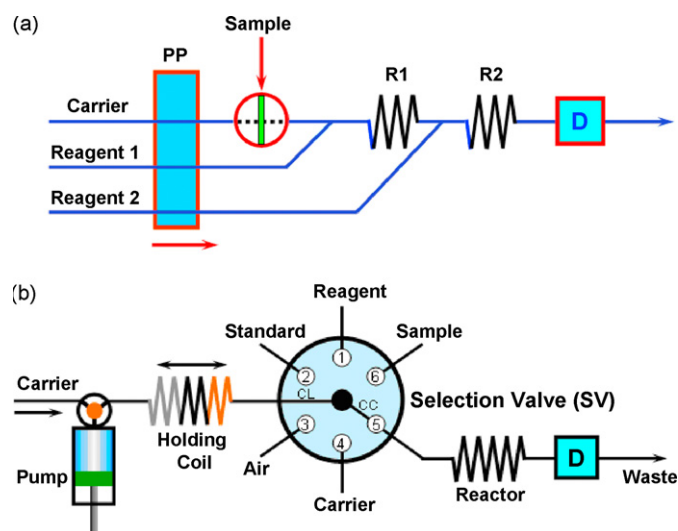 (a)
Sample
PP
R1
R2
Carrier
D
Reagent 1
Reagent 2
(b)
Reagent
Standard
Sample
1
2
6
Carrier
CL
CC
Selection Valve (SV)
3
5
4
Holding
Coil
Air
Pump
D
Reactor
Waste
Carrier